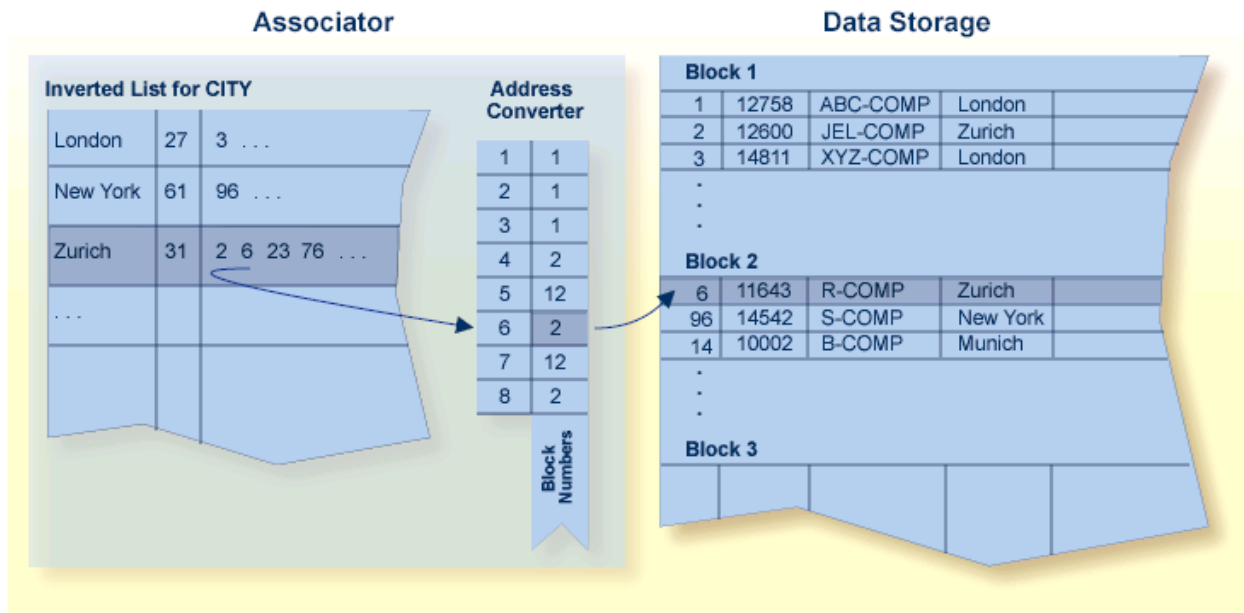 Associator
Inverted List for CITY
London 27 3 . . .
New York 61 96 . . .
Zurich 31 2 6 23 76 . . .
. . .
Address
Converter
1 1
2 1
3 1
4 2
5 12
6 2
7 12
8 2
Block
Numbers
Data Storage
Block 1
1 12758 ABC-COMP London
2 12600 JEL-COMP Zurich
3 14811 XYZ-COMP London
.
.
.
Block 2
6 11643 R-COMP Zurich
96 14542 S-COMP New York
14 10002 B-COMP Munich
.
.
.
Block 3